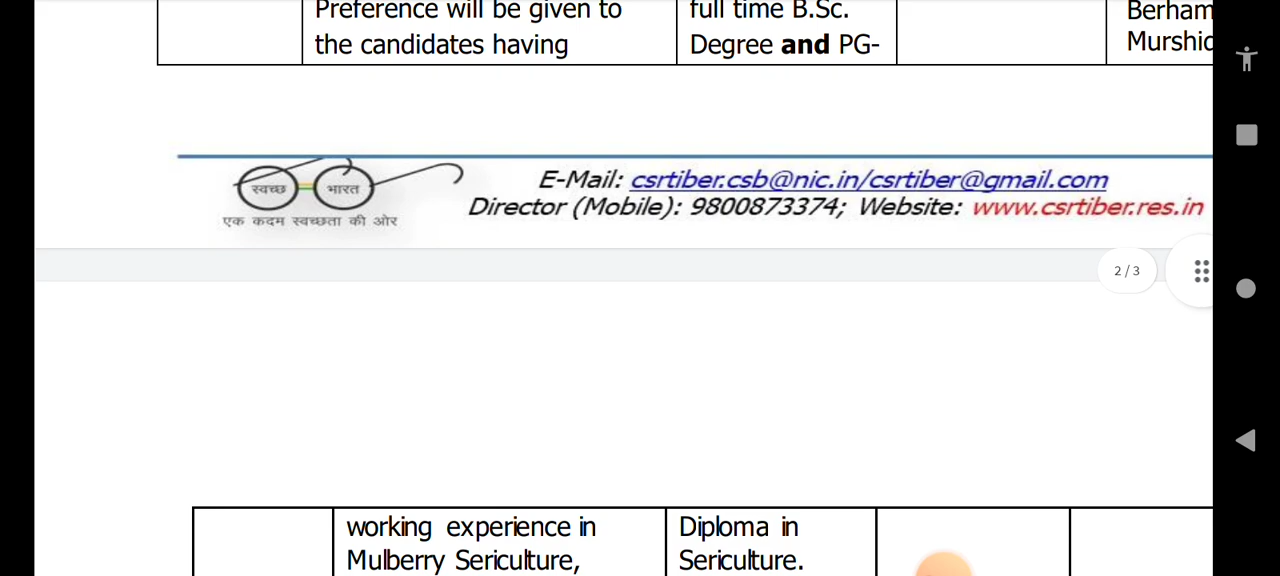 Preference will be given to
the candidates having
full time B.Sc.
Degree and PG-
Berham
Murshid
स्वच्छ भारत
एक कदम स्वच्छता की ओर
E-Mail: csrtiber.csb@nic.in/csrtiber@gmail.com
Director (Mobile): 9800873374; Website: www.csrtiber.res.in
2 / 3
working experience in
Mulberry Sericulture,
Diploma in
Sericulture.